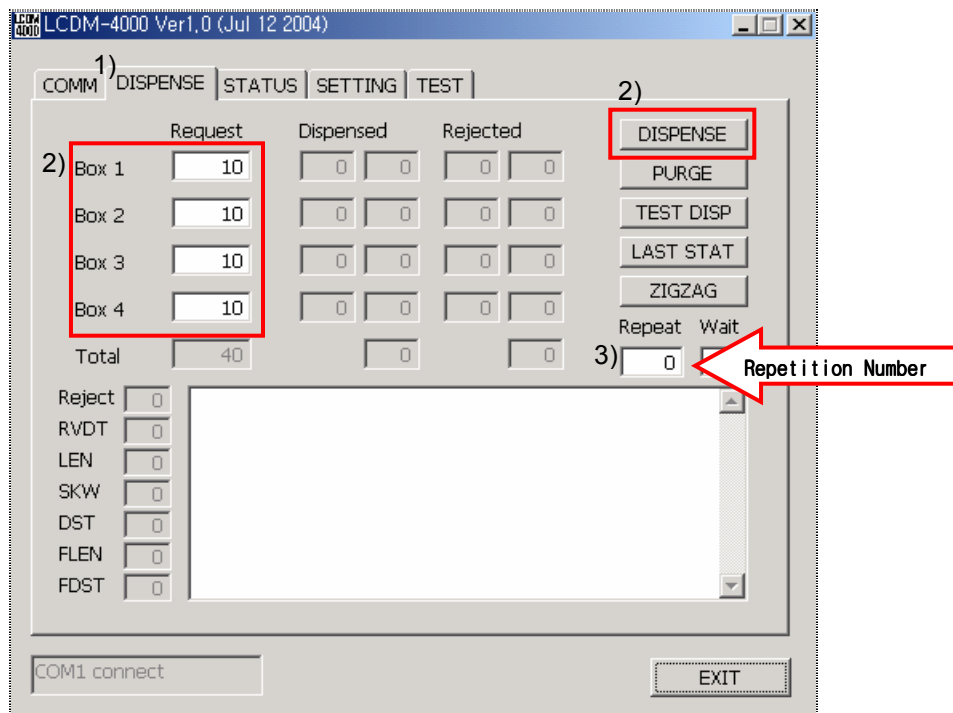 LCDM 4000 LCDM-4000 Ver1,0 (Jul 12 2004)
1)
COMM DISPENSE STATUS SETTING TEST
2)
Request Dispensed Rejected DISPENSE
2) Box 1 10 0 0 0 0 PURGE
Box 2 10 0 0 0 0 TEST DISP
Box 3 10 0 0 0 0 LAST STAT
Box 4 10 0 0 0 0 ZIGZAG
Repeat Wait
Total 40 0 0 3) 0 Repetition Number
Reject 0
RVDT 0
LEN 0
SKW 0
DST 0
FLEN 0
FDST 0
COM1 connect EXIT